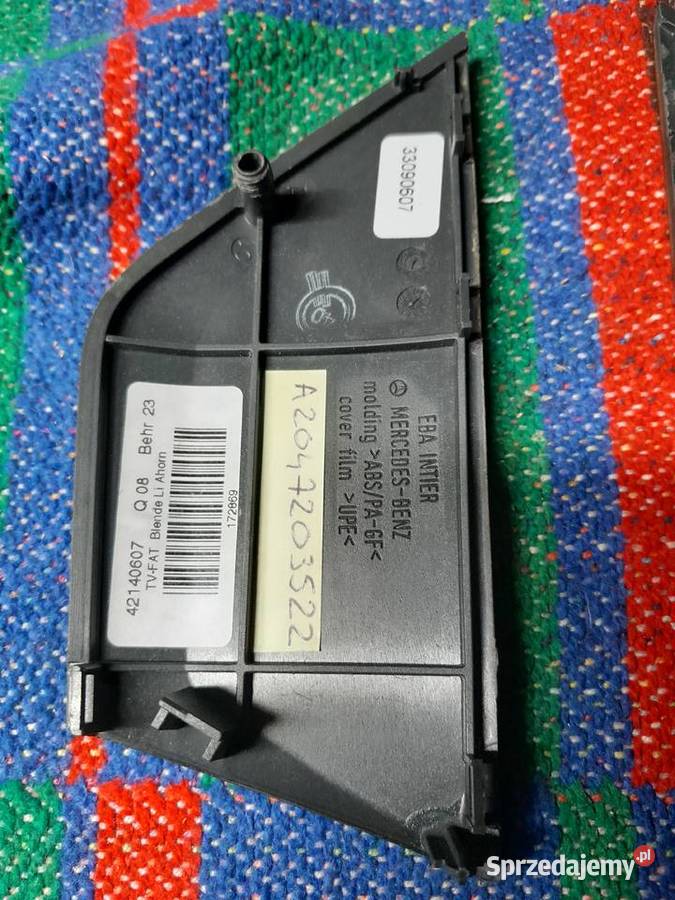 33090607
EBA INTIER
MERCEDES-BENZ
molding >ABS/PA-GF<
cover film >UPE<
A2047203522
42140607 Q 08 Behr 23
TV-FAT Blende Li Ahorn
172869
Sprzedajemy.pl